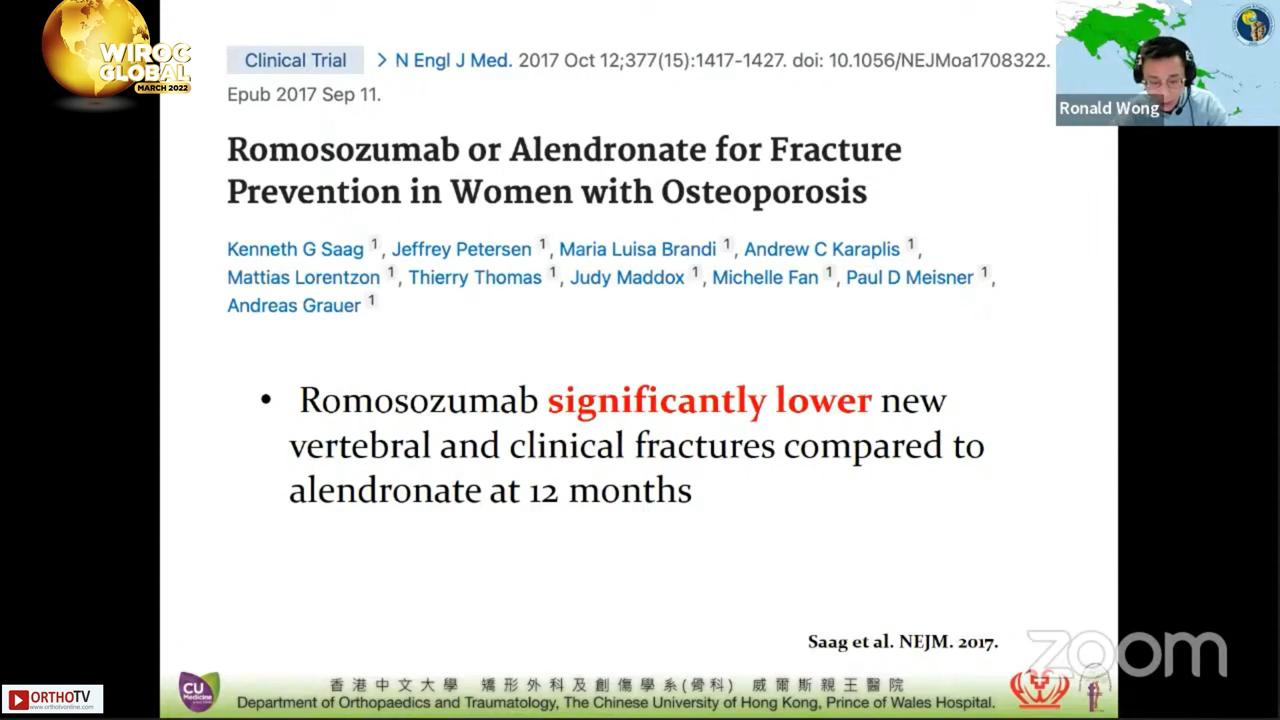 WIROC
GLOBAL
MARCH 2022
Clinical Trial > N Engl J Med. 2017 Oct 12;377(15):1417-1427. doi: 10.1056/NEJMoa1708322.
Epub 2017 Sep 11.
Ronald Wong
Romosozumab or Alendronate for Fracture
Prevention in Women with Osteoporosis
Kenneth G Saag 1, Jeffrey Petersen 1, Maria Luisa Brandi 1, Andrew C Karaplis 1,
Mattias Lorentzon 1, Thierry Thomas 1, Judy Maddox 1, Michelle Fan 1, Paul D Meisner 1,
Andreas Grauer 1
• Romosozumab significantly lower new
vertebral and clinical fractures compared to
alendronate at 12 months
Saag et al. NEJM. 2017.
zoom
CU
Medicine
香港中文大學 矯形外科及創傷學系(骨科) 威爾斯親王醫院
Department of Orthopaedics and Traumatology, The Chinese University of Hong Kong, Prince of Wales Hospital.
ORTHOTV
www.orthotvonline.com